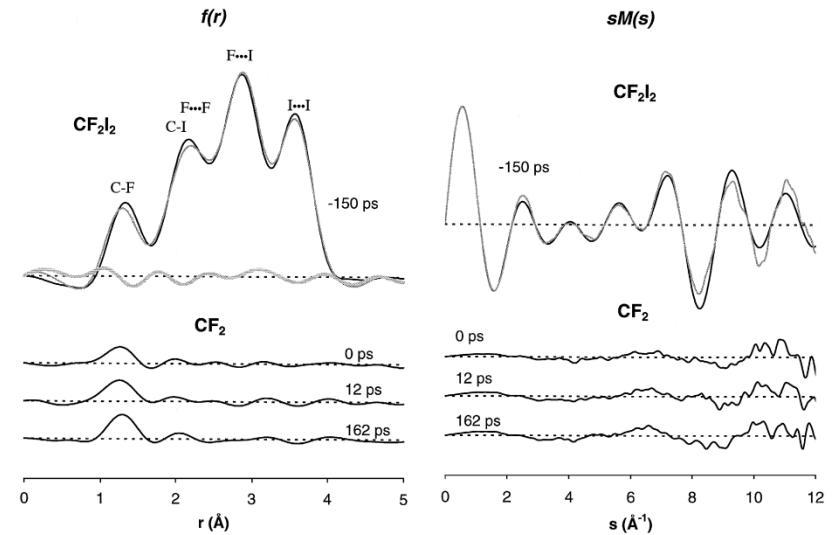 f(r)
F•••I
F•••F
I•••I
C-I
CF₂I₂
C-F
-150 ps
CF₂
0 ps
12 ps
162 ps
0 1 2 3 4 5
r (Å)
sM(s)
CF₂I₂
-150 ps
CF₂
0 ps
12 ps
162 ps
0 2 4 6 8 10 12
s (Å⁻¹)